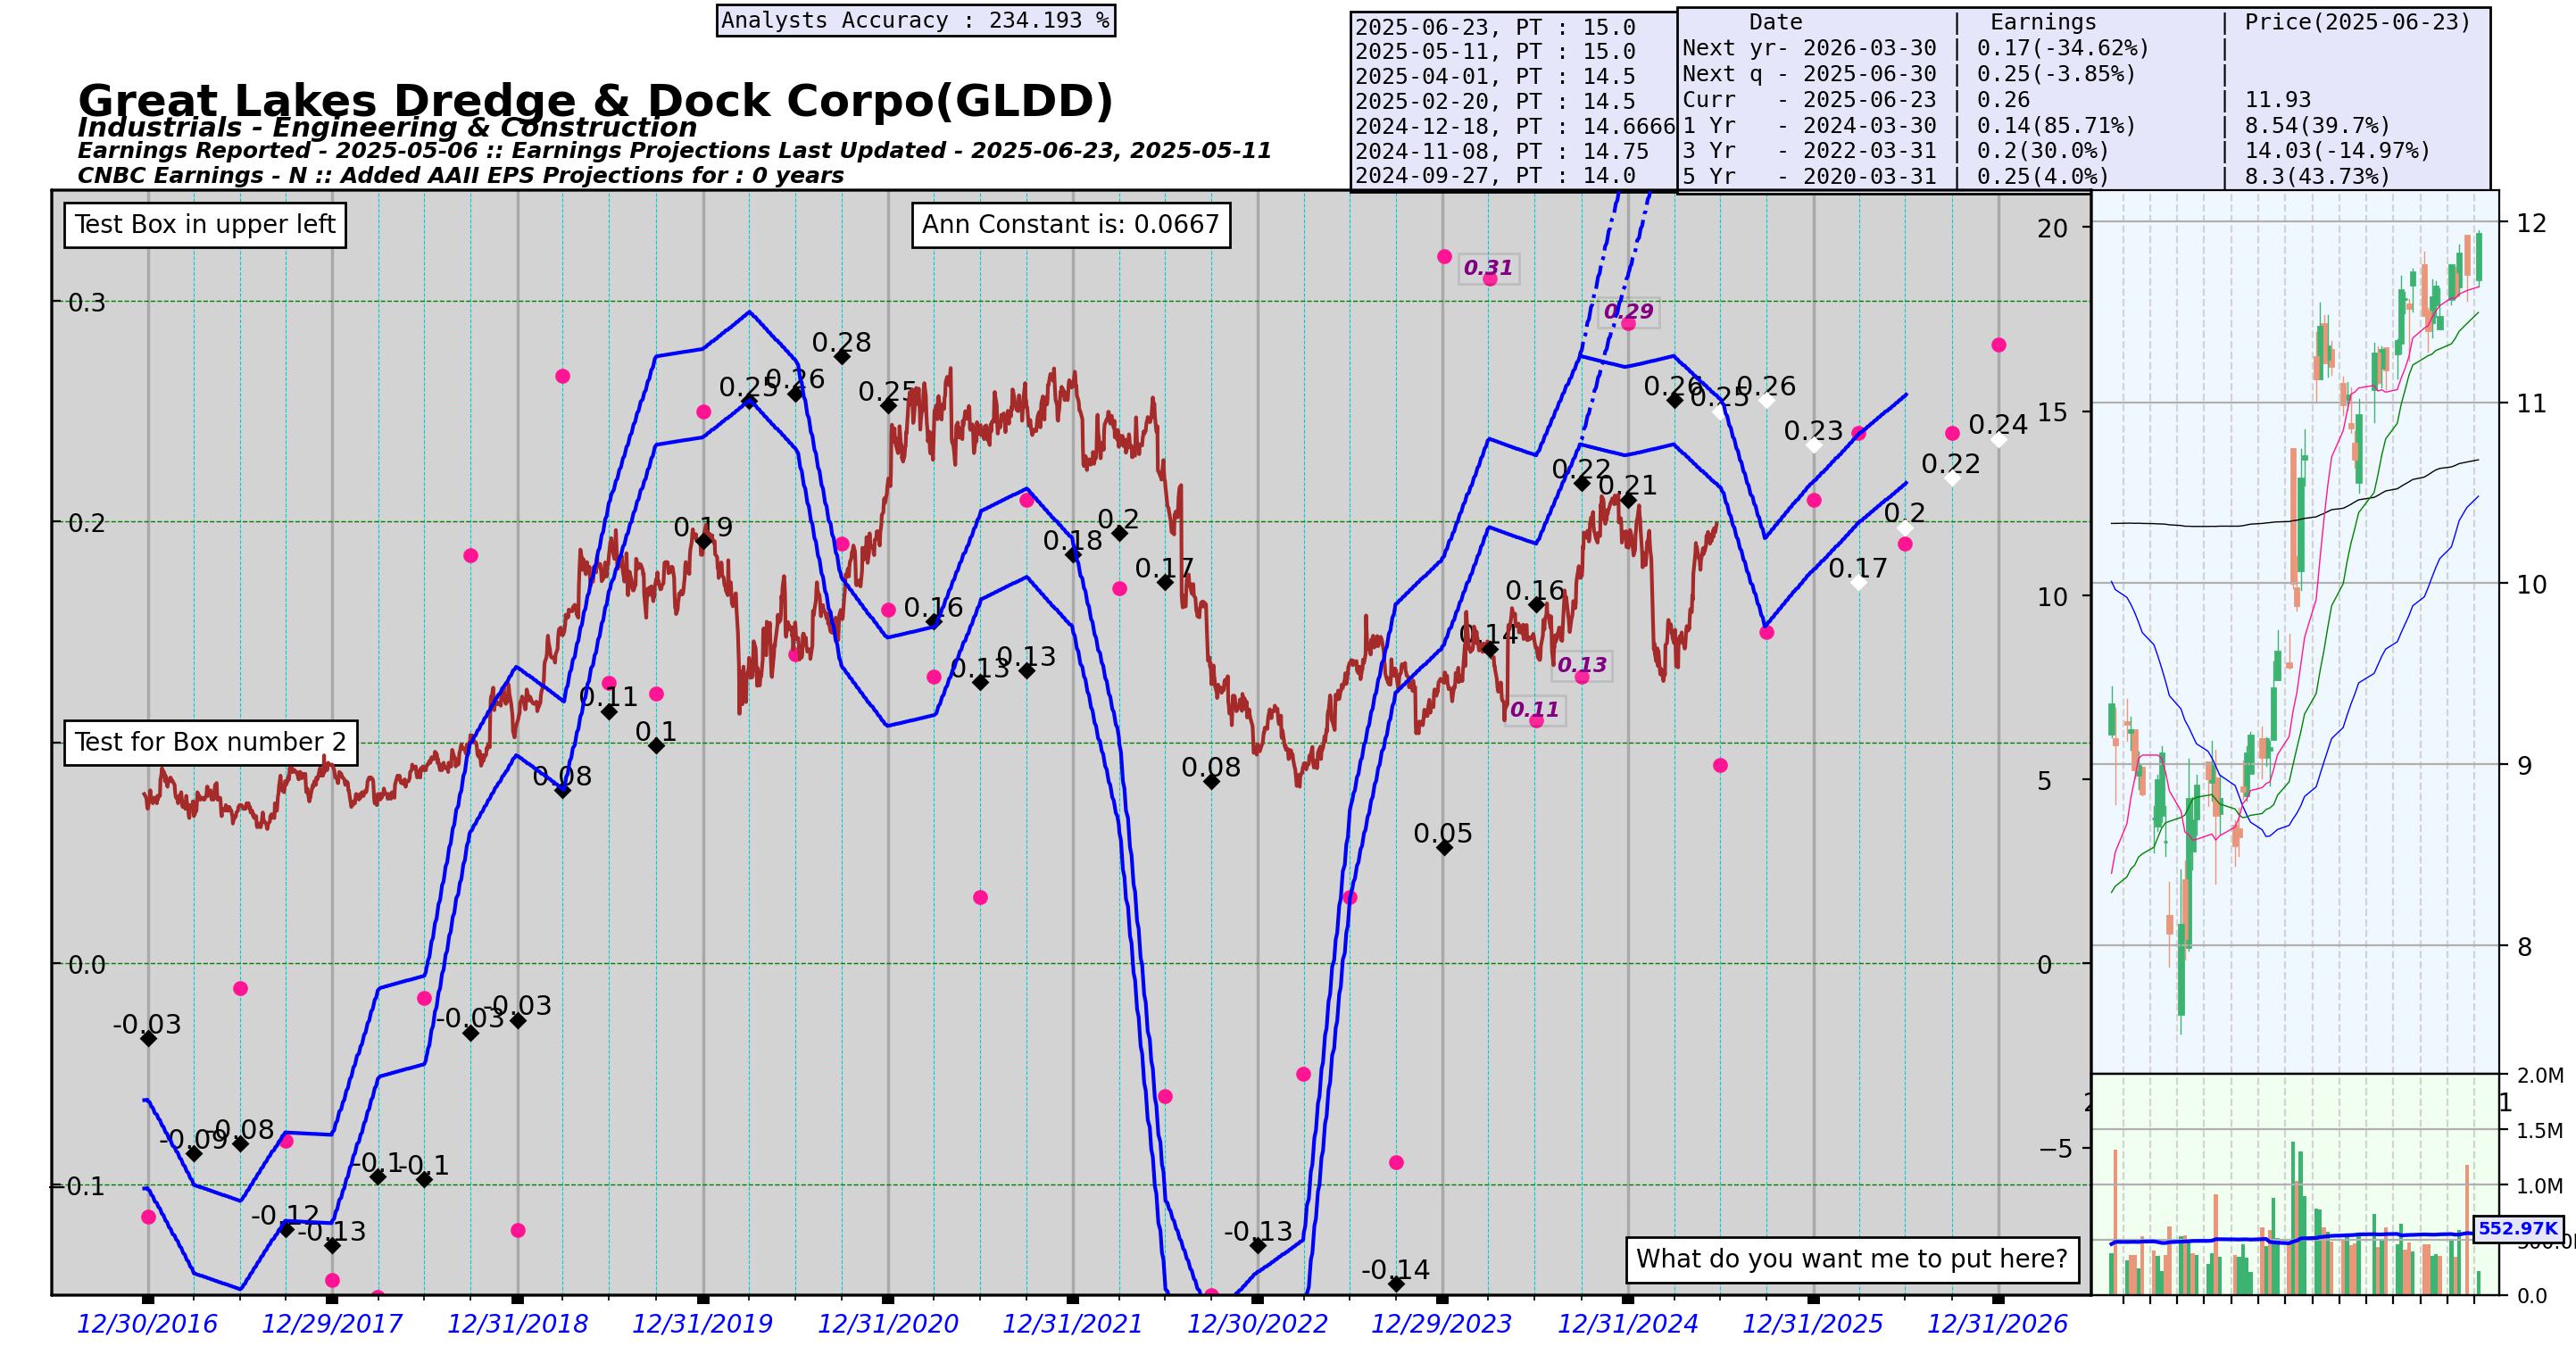 Analysts Accuracy : 234.193 %
Great Lakes Dredge & Dock Corpo(GLDD)
Industrials - Engineering & Construction
Earnings Reported - 2025-05-06 :: Earnings Projections Last Updated - 2025-06-23, 2025-05-11
CNBC Earnings - N :: Added AAII EPS Projections for : 0 years
2025-06-23, PT : 15.0
2025-05-11, PT : 15.0
2025-04-01, PT : 14.5
2025-02-20, PT : 14.5
2024-12-18, PT : 14.6666
2024-11-08, PT : 14.75
2024-09-27, PT : 14.0
Date | Earnings | Price(2025-06-23)
Next yr- 2026-03-30 | 0.17(-34.62%) |
Next q - 2025-06-30 | 0.25(-3.85%) |
Curr - 2025-06-23 | 0.26 | 11.93
1 Yr - 2024-03-30 | 0.14(85.71%) | 8.54(39.7%)
3 Yr - 2022-03-31 | 0.2(30.0%) | 14.03(-14.97%)
5 Yr - 2020-03-31 | 0.25(4.0%) | 8.3(43.73%)
Test Box in upper left
Ann Constant is: 0.0667
Test for Box number 2
What do you want me to put here?
0.3
0.2
0.0
−0.1
-0.03
-0.09
-0.08
-0.12
-0.13
-0.1
-0.1
-0.03
-0.03
0.08
0.11
0.1
0.19
0.25
0.26
0.28
0.25
0.16
0.13
0.13
0.18
0.2
0.17
0.08
-0.13
-0.14
0.05
0.14
0.16
0.22
0.21
0.26
0.25
0.26
0.23
0.17
0.2
0.22
0.24
0.31
0.29
0.13
0.11
20
15
10
5
0
−5
12
11
10
9
8
2.0M
1.5M
1.0M
552.97K
0.0
12/30/2016
12/29/2017
12/31/2018
12/31/2019
12/31/2020
12/31/2021
12/30/2022
12/29/2023
12/31/2024
12/31/2025
12/31/2026